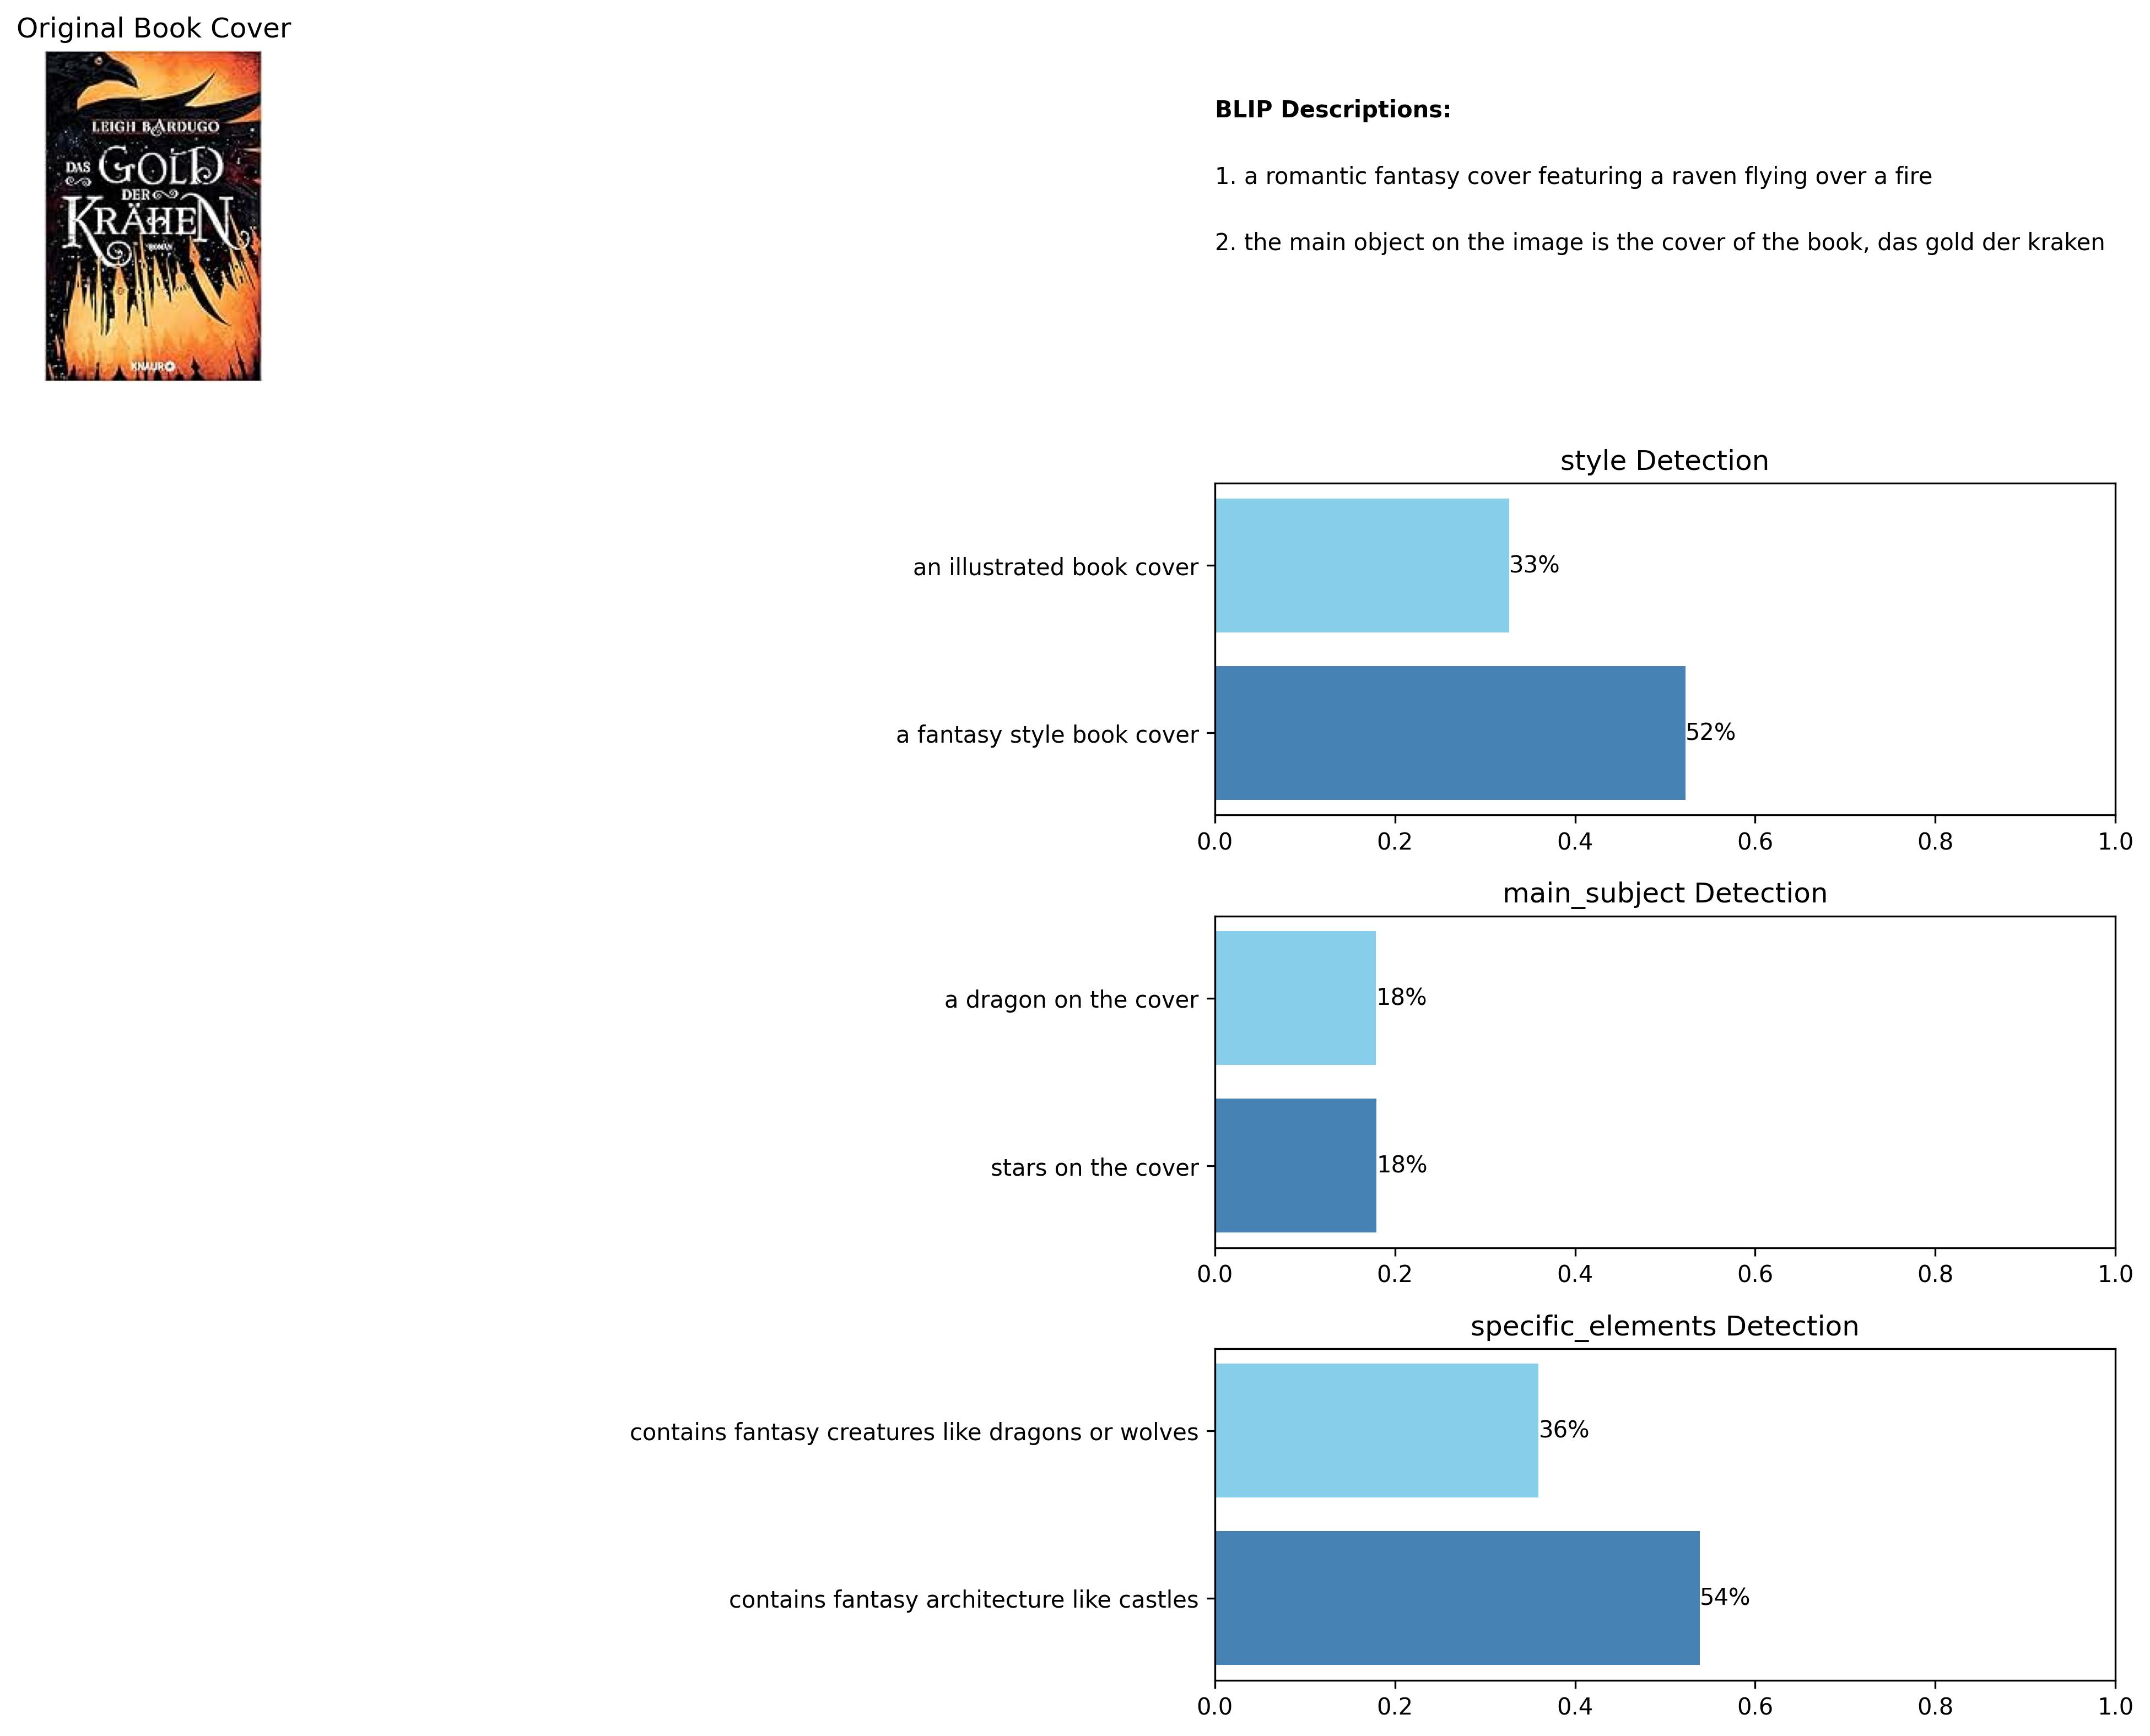 Original Book Cover
LEIGH BARDUGO
DAS GOLD
DER
KRÄHEN
ROMAN
KNAUR
BLIP Descriptions:
1. a romantic fantasy cover featuring a raven flying over a fire
2. the main object on the image is the cover of the book, das gold der kraken
style Detection
an illustrated book cover
33%
a fantasy style book cover
52%
0.0 0.2 0.4 0.6 0.8 1.0
main_subject Detection
a dragon on the cover
18%
stars on the cover
18%
0.0 0.2 0.4 0.6 0.8 1.0
specific_elements Detection
contains fantasy creatures like dragons or wolves
36%
contains fantasy architecture like castles
54%
0.0 0.2 0.4 0.6 0.8 1.0